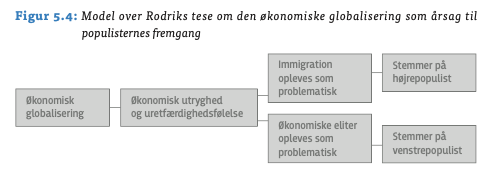 Figur 5.4: Model over Rodriks tese om den økonomiske globalisering som årsag til
populisternes fremgang
Økonomisk
globalisering
Økonomisk utryghed
og uretfærdighedsfølelse
Immigration
opleves som
problematisk
Stemmer på
højrepopulist
Økonomiske eliter
opleves som
problematisk
Stemmer på
venstrepopulist